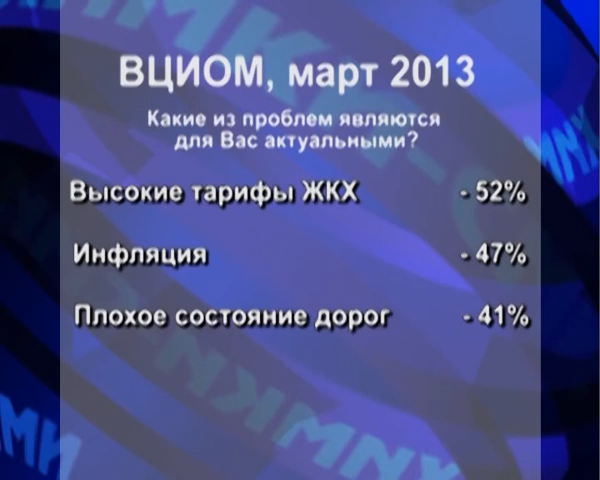 ВЦИОМ, март 2013
Какие из проблем являются
для Вас актуальными?
Высокие тарифы ЖКХ - 52%
Инфляция - 47%
Плохое состояние дорог - 41%